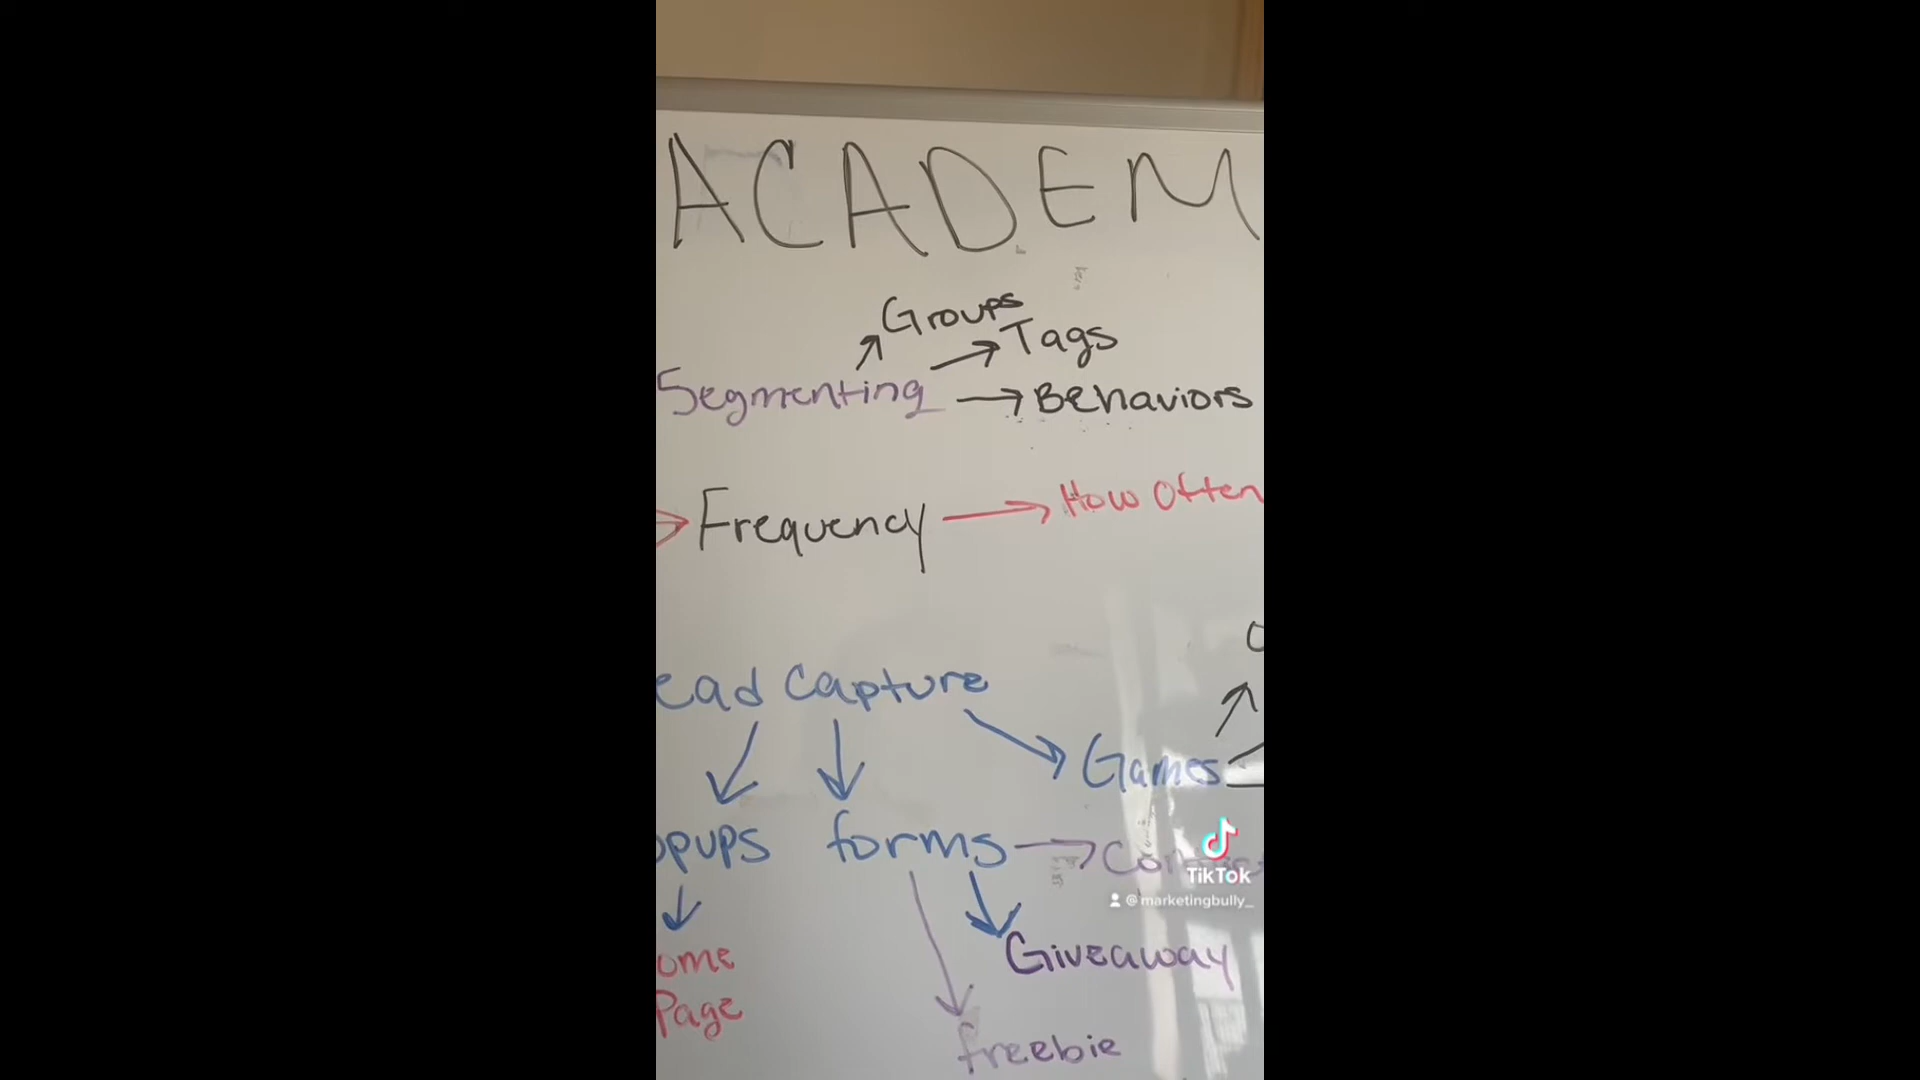 ACADEM
Groups
Tags
Segmenting
Behaviors
Frequency
How Often
ead Capture
Games
opups
forms
TikTok
@marketingbully_
ome
Page
Giveaway
freebie